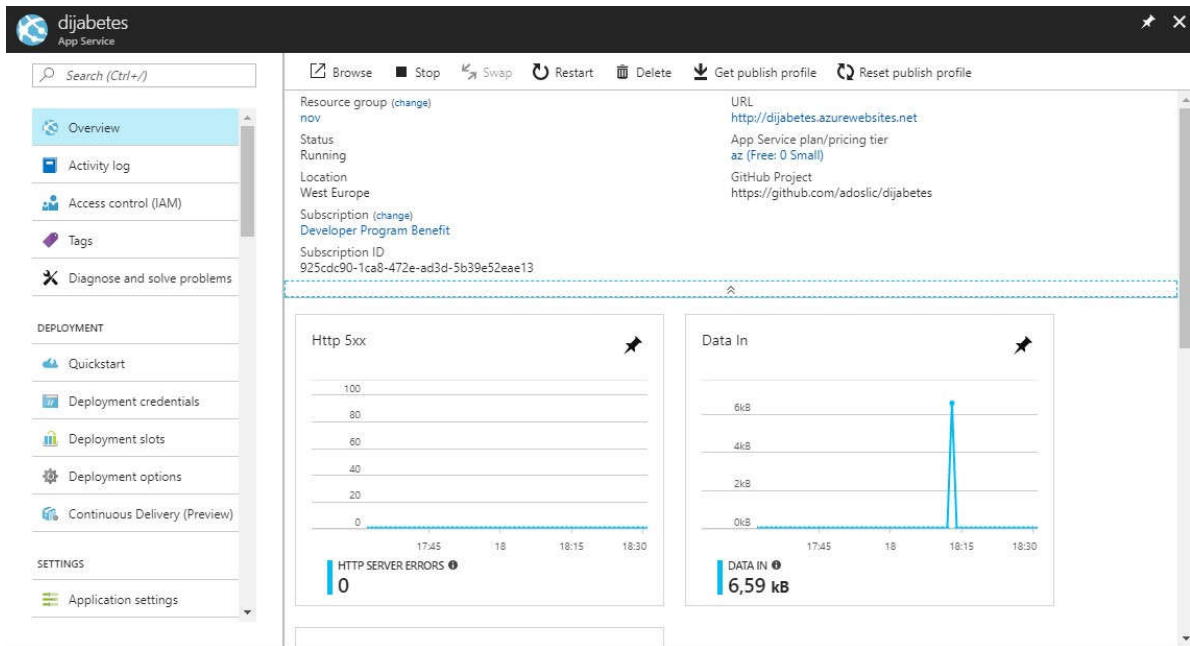 dijabetes
App Service
Search (Ctrl+/)
Overview
Activity log
Access control (IAM)
Tags
Diagnose and solve problems
DEPLOYMENT
Quickstart
Deployment credentials
Deployment slots
Deployment options
Continuous Delivery (Preview)
SETTINGS
Application settings
Browse Stop Swap Restart Delete Get publish profile Reset publish profile
Resource group (change)
nov
Status
Running
Location
West Europe
Subscription (change)
Developer Program Benefit
Subscription ID
925cdc90-1ca8-472e-ad3d-5b39e52eae13
URL
http://dijabetes.azurewebsites.net
App Service plan/pricing tier
az (Free: 0 Small)
GitHub Project
https://github.com/adoslic/dijabetes
Http 5xx
100
80
60
40
20
0
17:45 18 18:15 18:30
HTTP SERVER ERRORS
0
Data In
6kB
4kB
2kB
0kB
17:45 18 18:15 18:30
DATA IN
6,59 kB